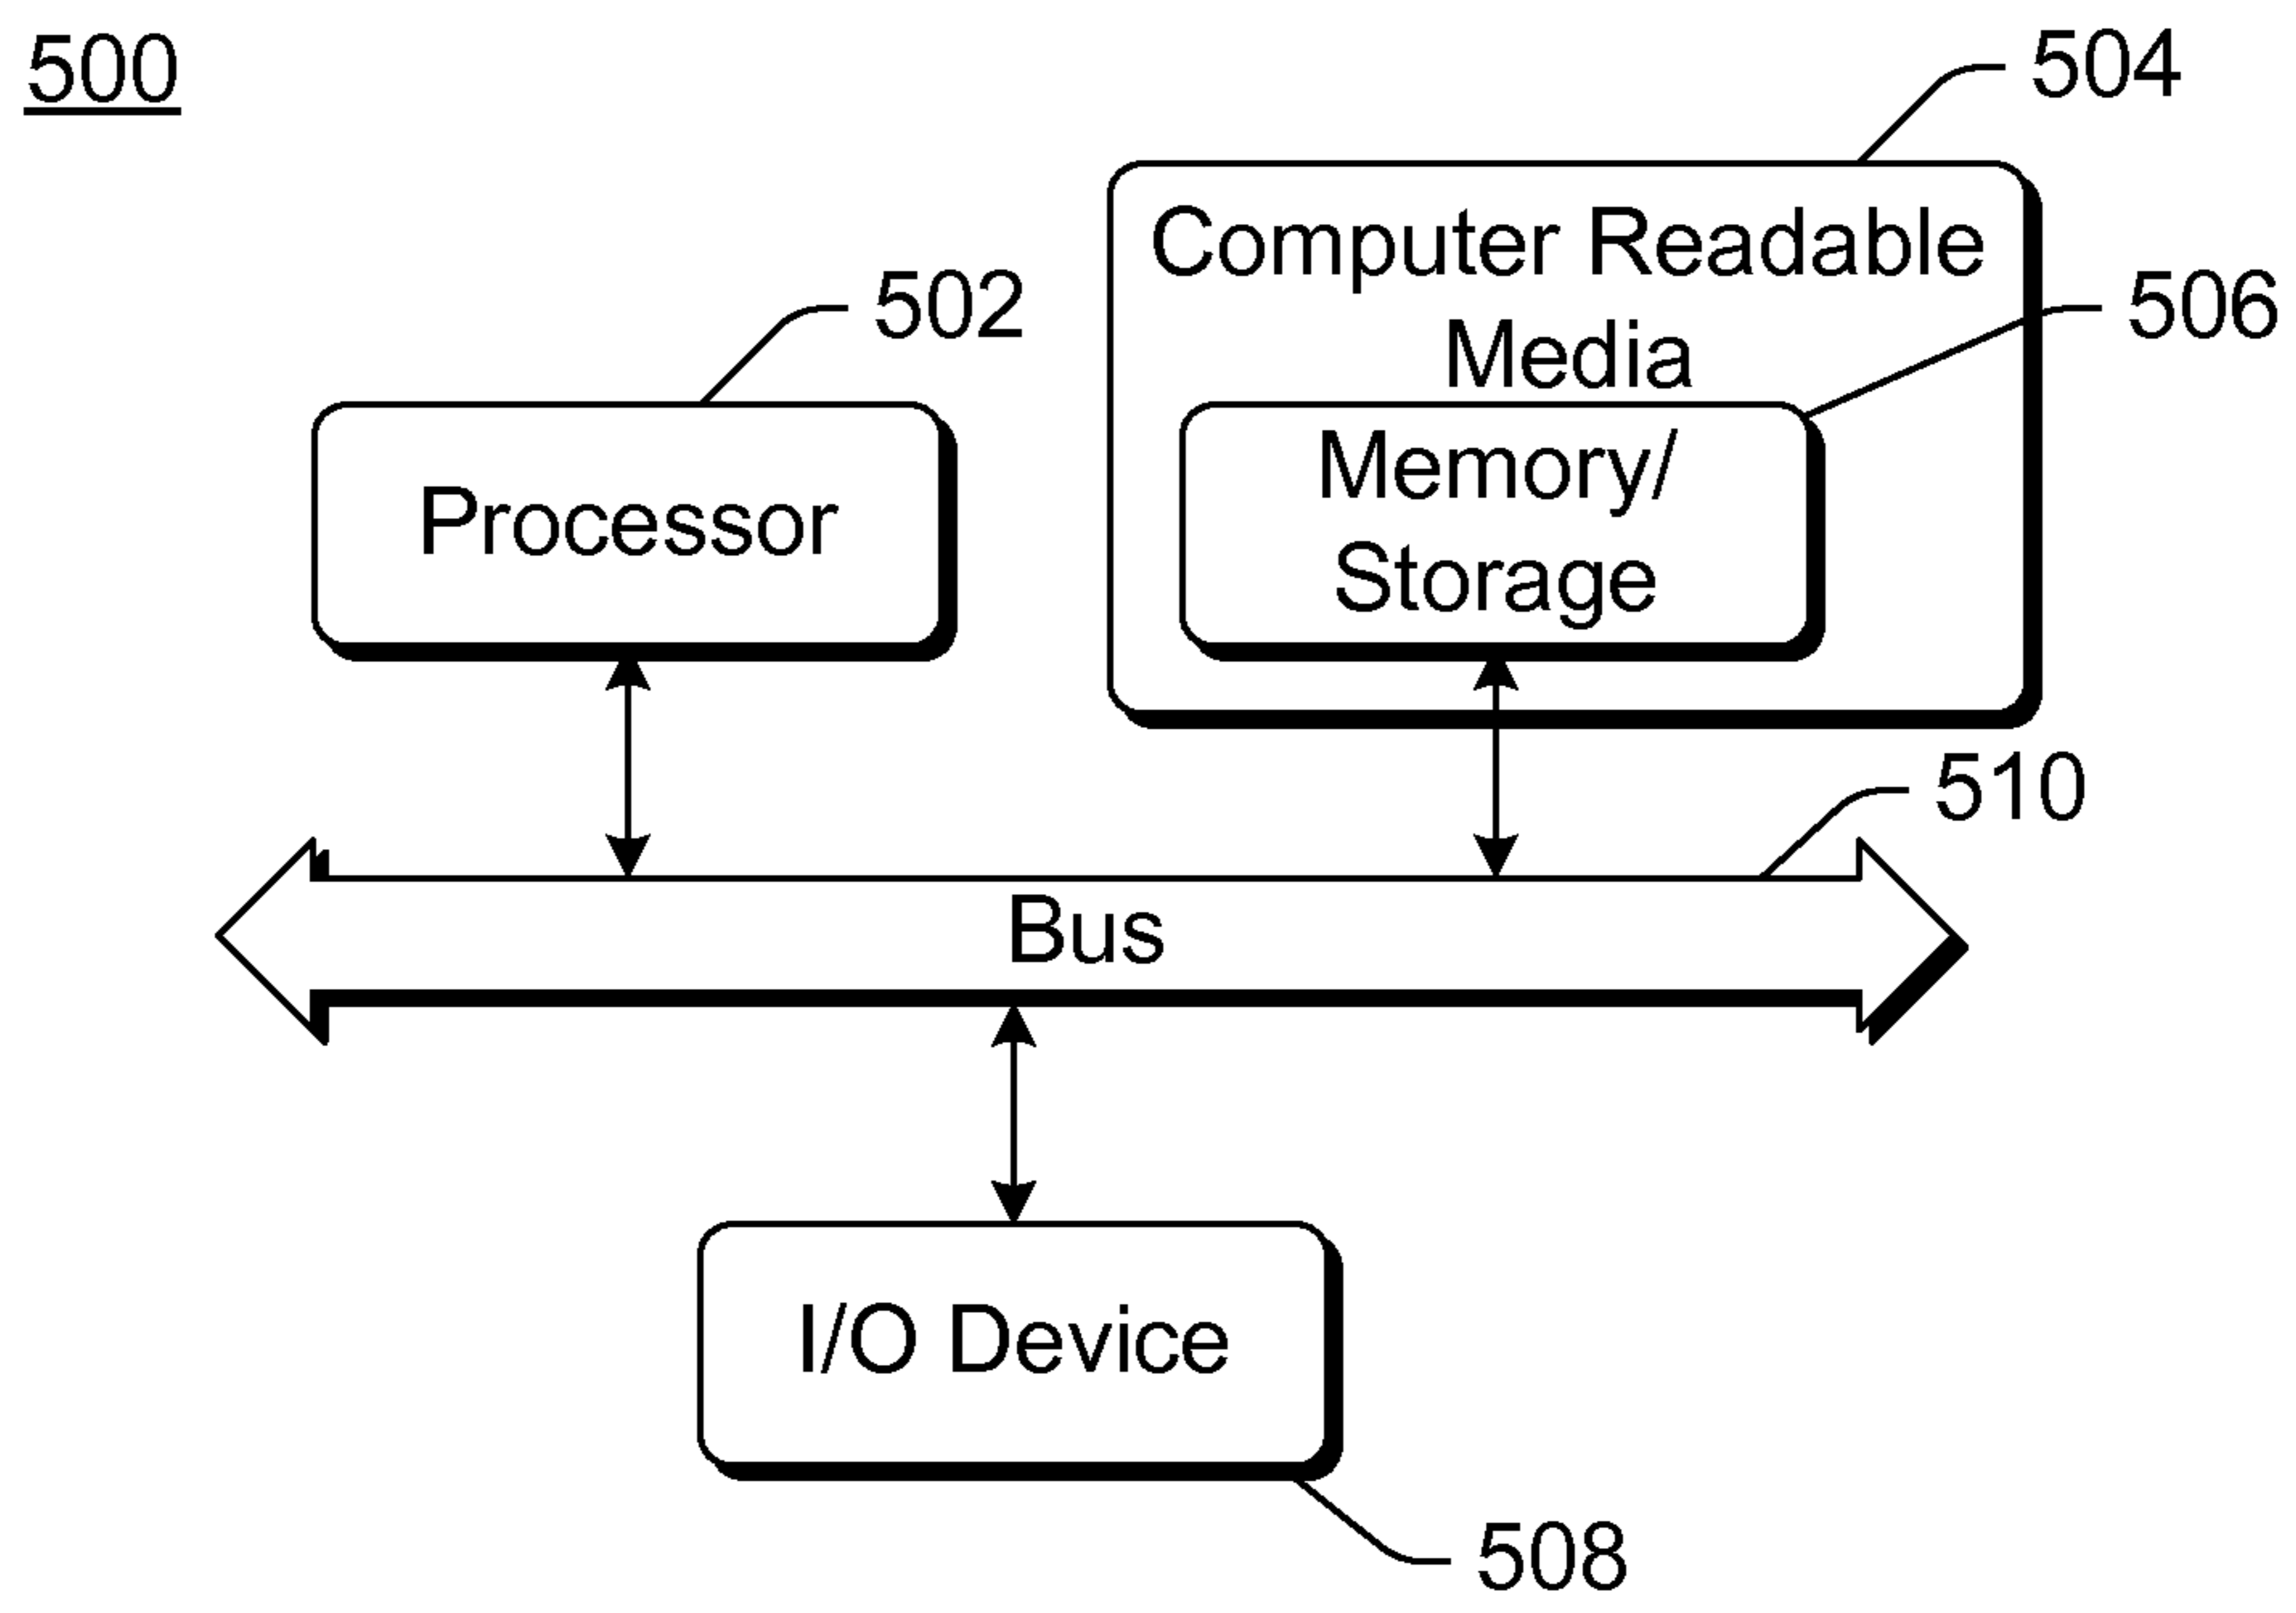 500
504
Computer Readable
Media
502
506
Processor
Memory/
Storage
510
Bus
I/O Device
508